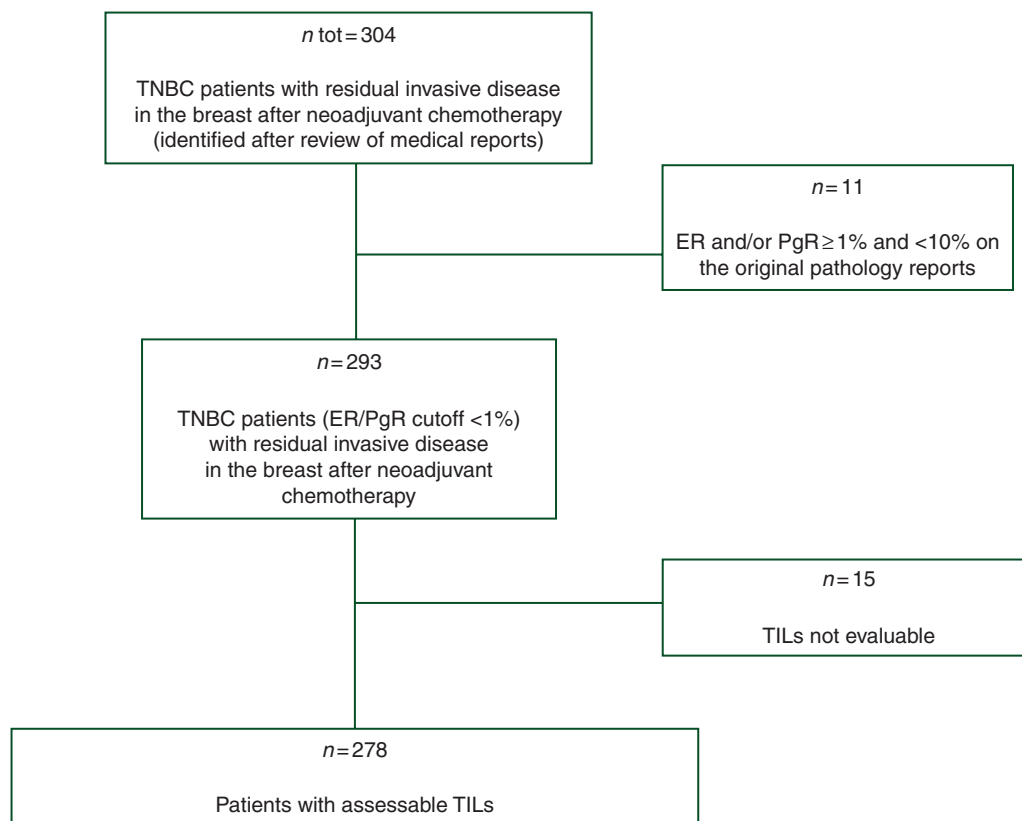 n tot=304
TNBC patients with residual invasive disease
in the breast after neoadjuvant chemotherapy
(identified after review of medical reports)
n=11
ER and/or PgR≥1% and <10% on
the original pathology reports
n=293
TNBC patients (ER/PgR cutoff <1%)
with residual invasive disease
in the breast after neoadjuvant
chemotherapy
n=15
TILs not evaluable
n=278
Patients with assessable TILs